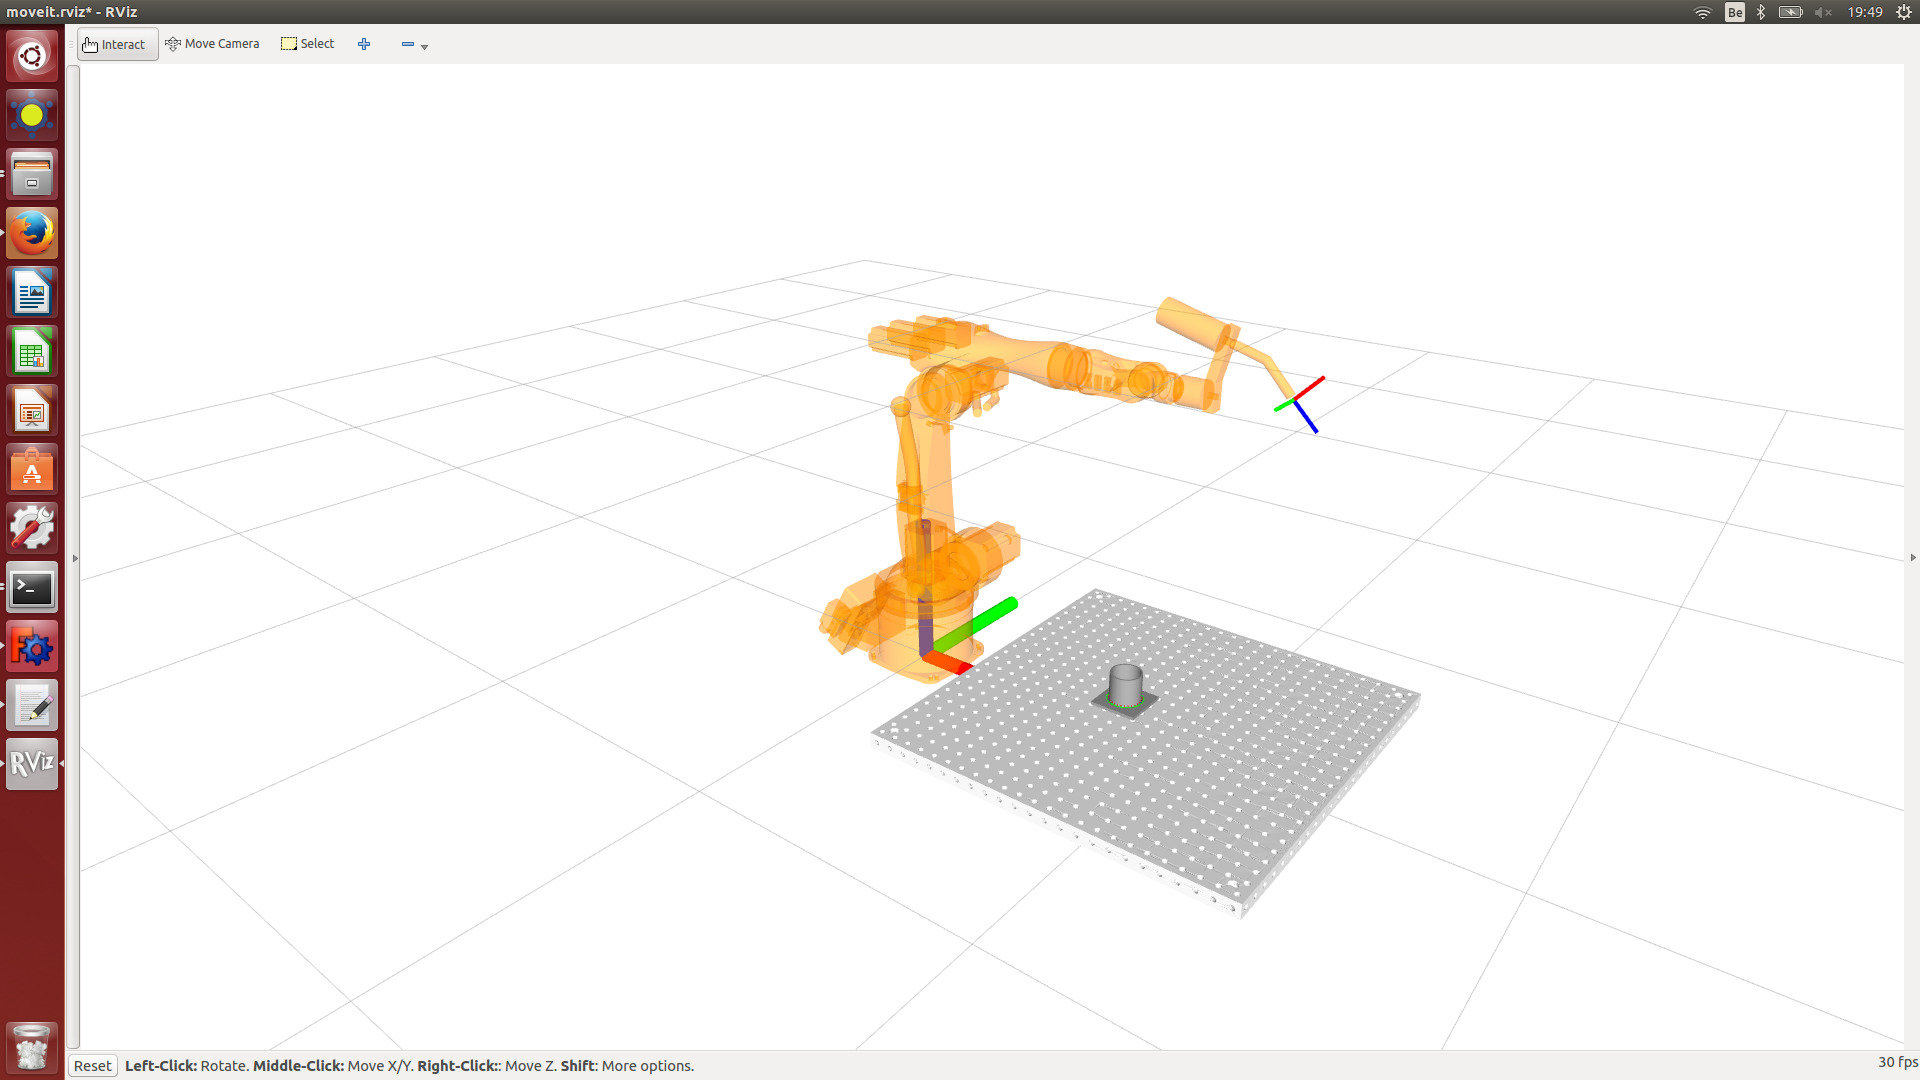 moveit.rviz* - RViz
Be
19:49
Interact
Move Camera
Select
RViz
Reset
Left-Click: Rotate. Middle-Click: Move X/Y. Right-Click:: Move Z. Shift: More options.
30 fps